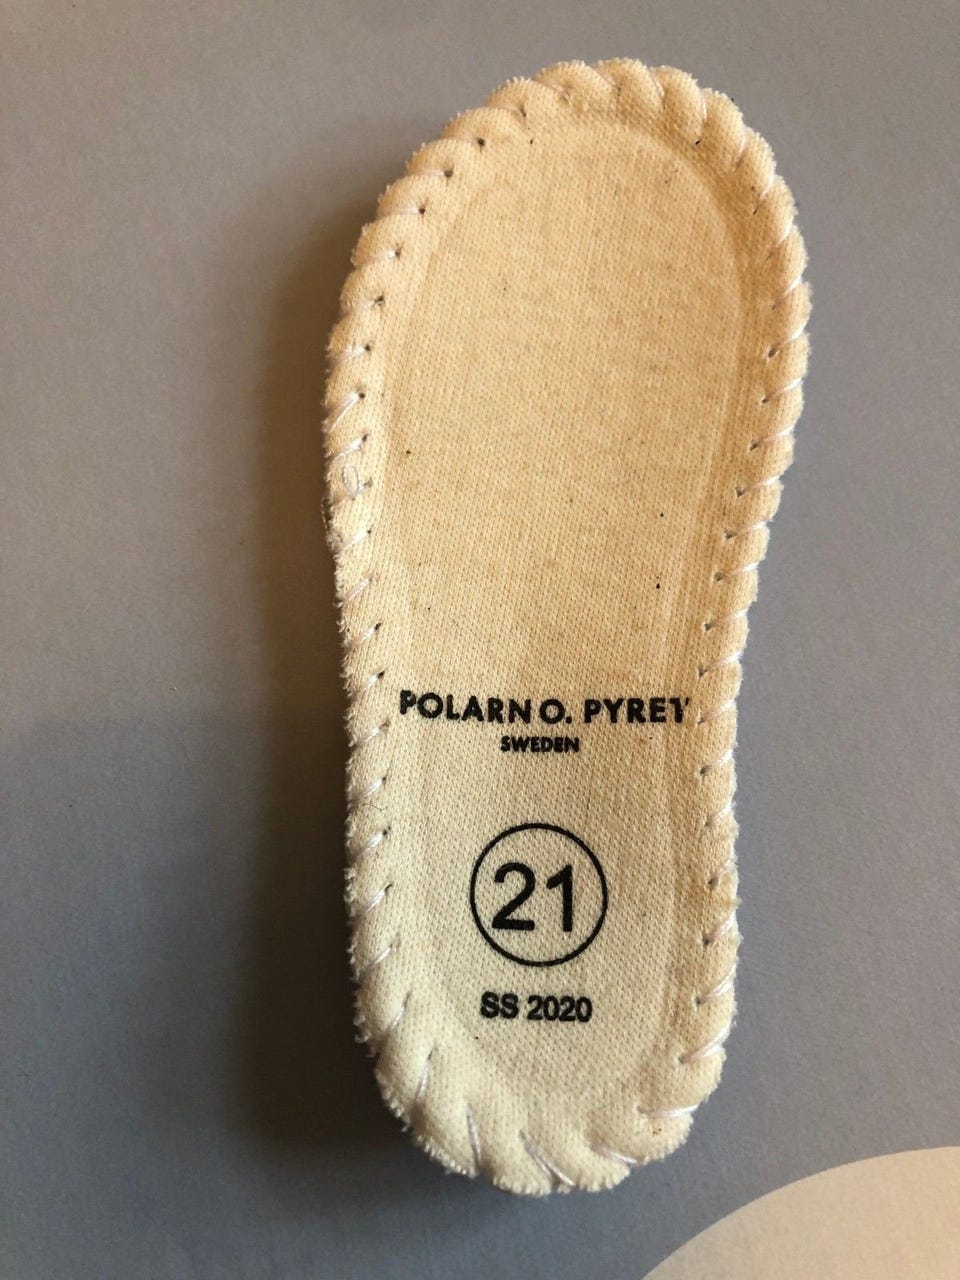 POLARN O. PYRET
SWEDEN
21
SS 2020